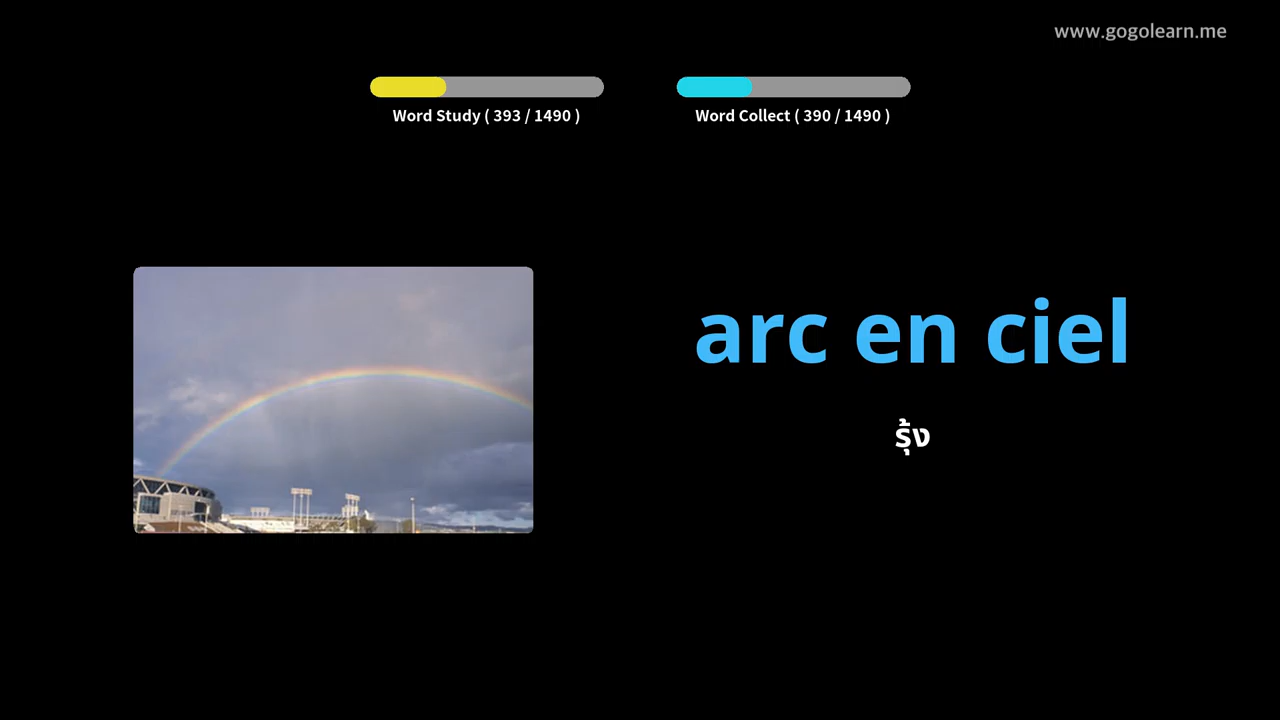 www.gogolearn.me
Word Study ( 393 / 1490 )
Word Collect ( 390 / 1490 )
arc en ciel
รุ้ง